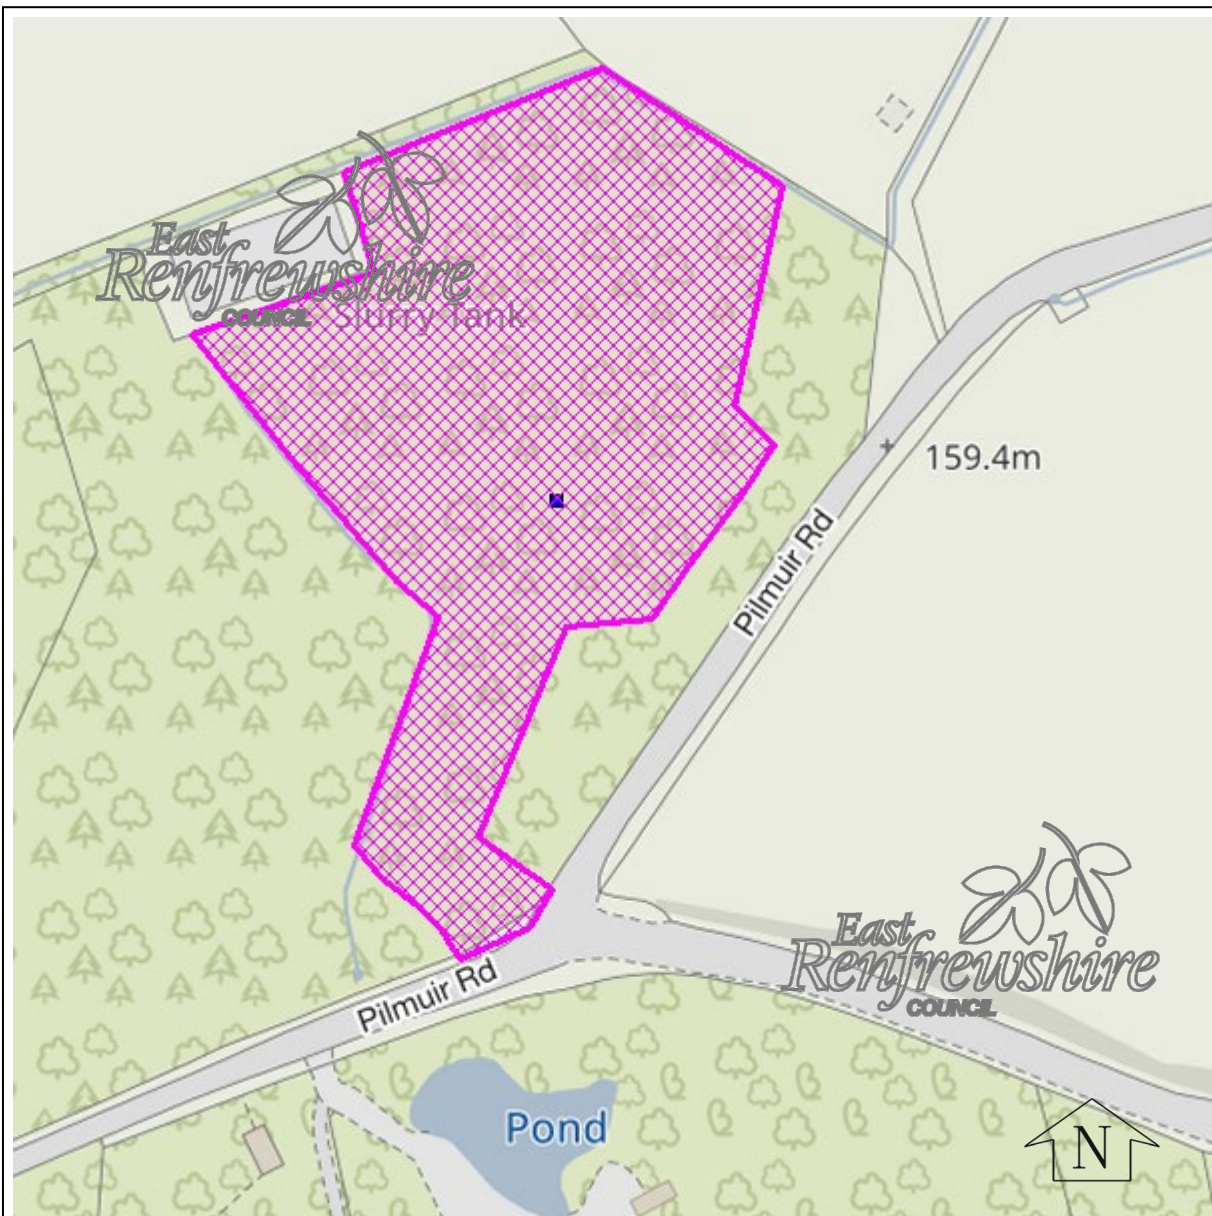 East
Renfrewshire
COUNCIL
Slurry Tank
159.4m
Pilmuir Rd
East
Renfrewshire
COUNCIL
Pilmuir Rd
Pond
N